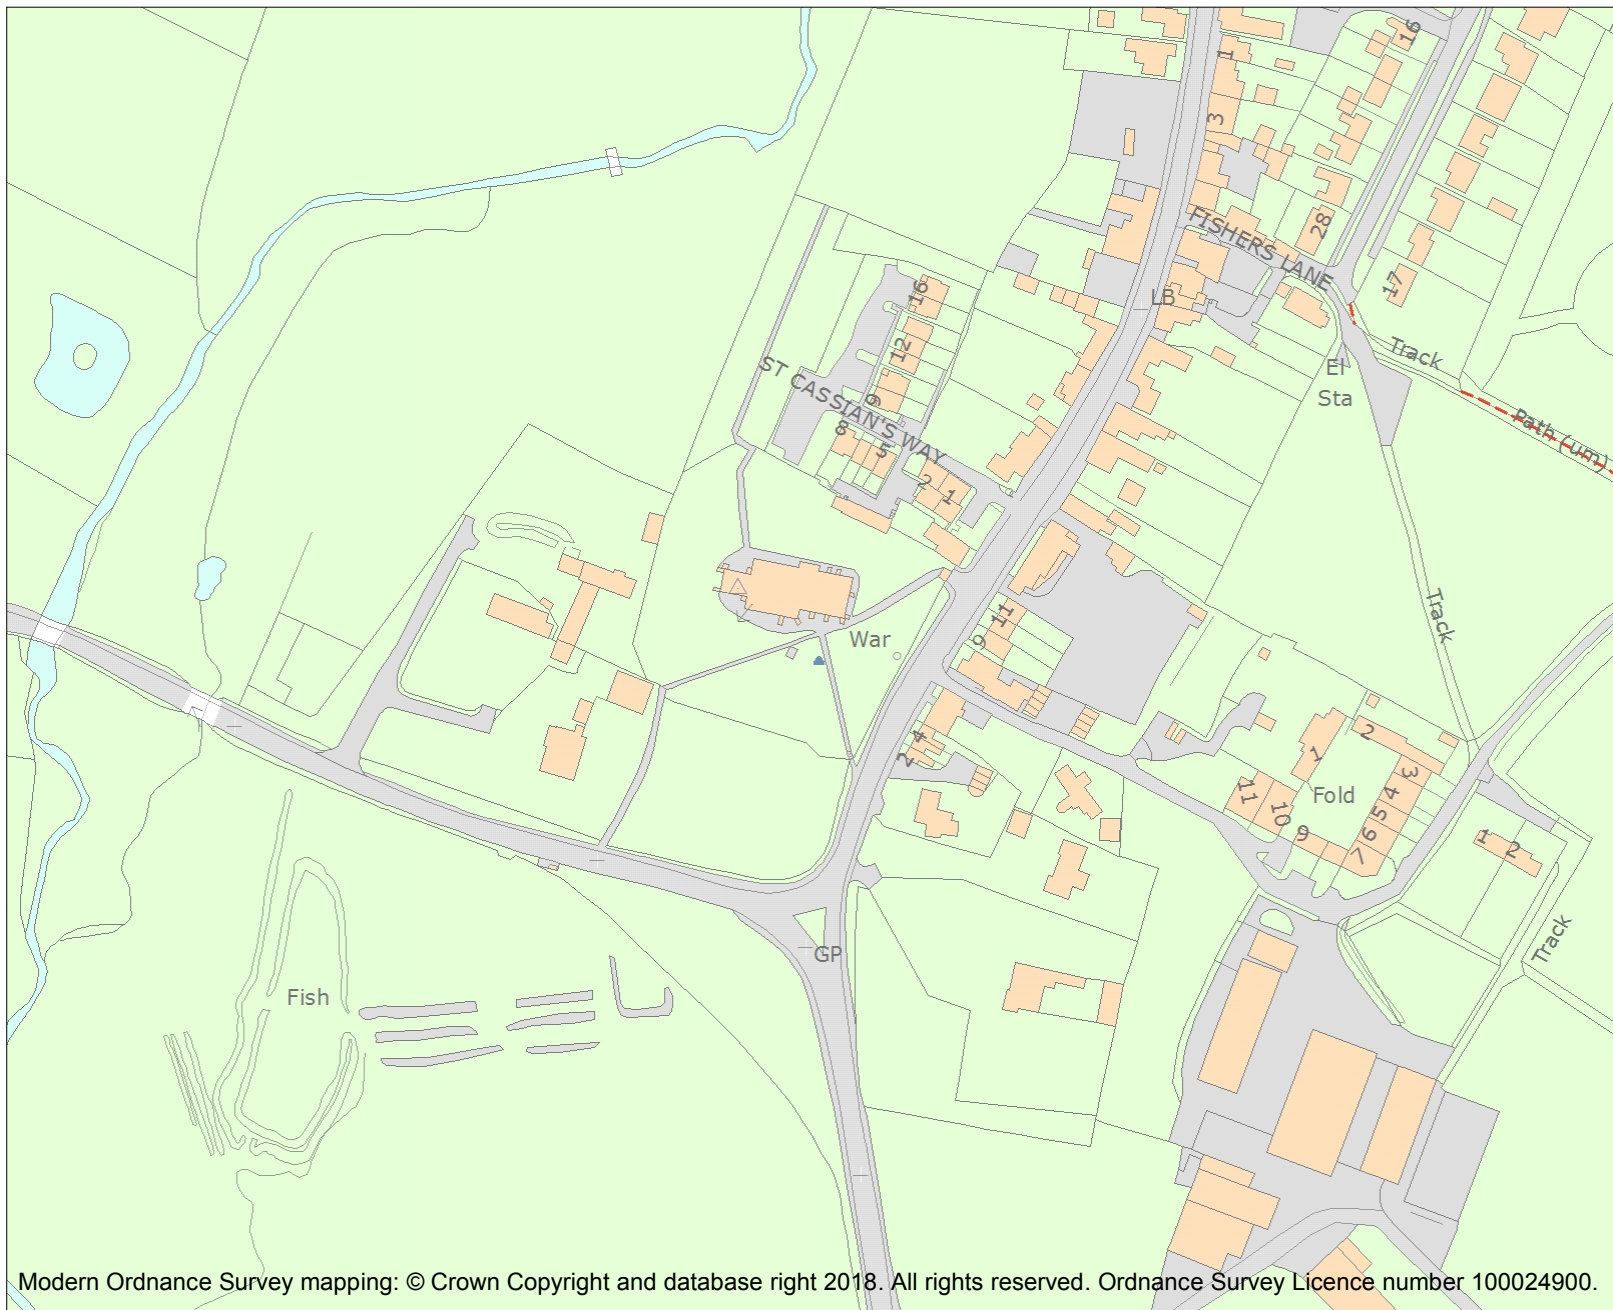 16
1
3
FISHERS LANE
28
17
LB
Track
El
Sta
Path (um)
16
12
9
ST CASSIAN'S WAY
8
5
2
1
Track
11
9
War
4
2
1
2
3
4
5
6
7
9
10
11
Fold
1
2
Track
GP
Fish
Modern Ordnance Survey mapping: © Crown Copyright and database right 2018. All rights reserved. Ordnance Survey Licence number 100024900.